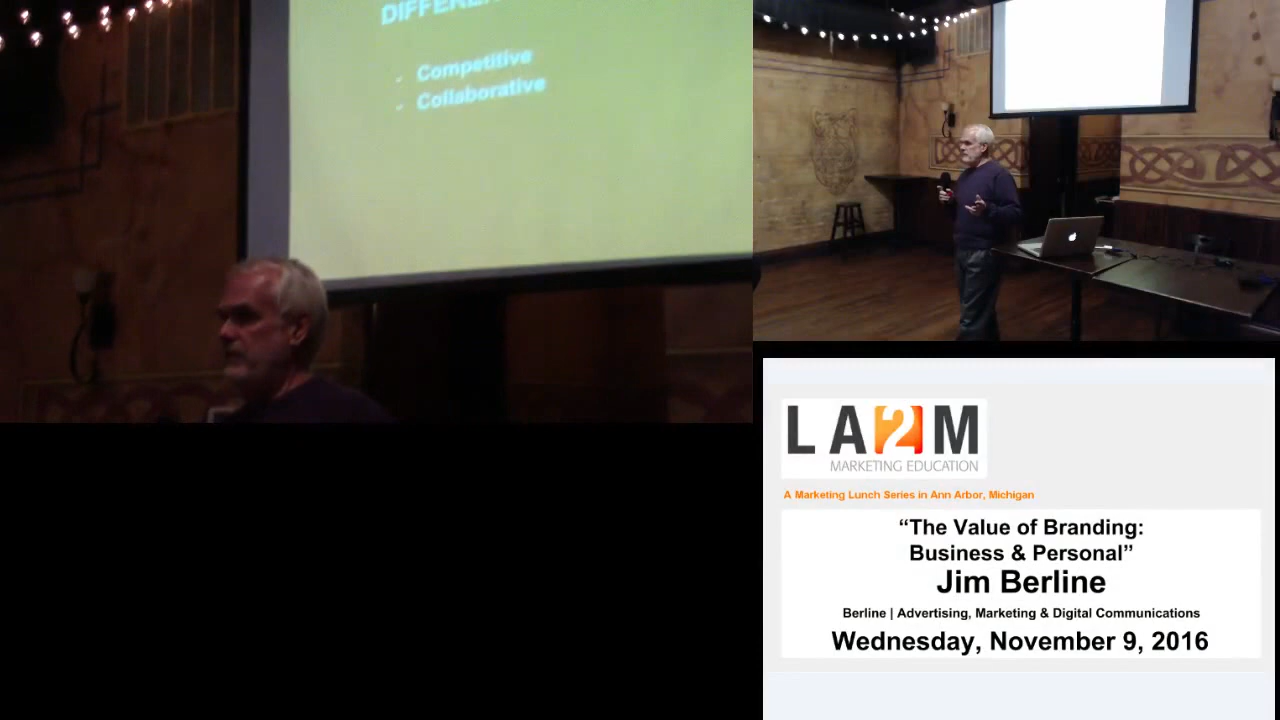 Competitive
Collaborative
LA2M
MARKETING EDUCATION
A Marketing Lunch Series in Ann Arbor, Michigan
“The Value of Branding:
Business & Personal”
Jim Berline
Berline | Advertising, Marketing & Digital Communications
Wednesday, November 9, 2016